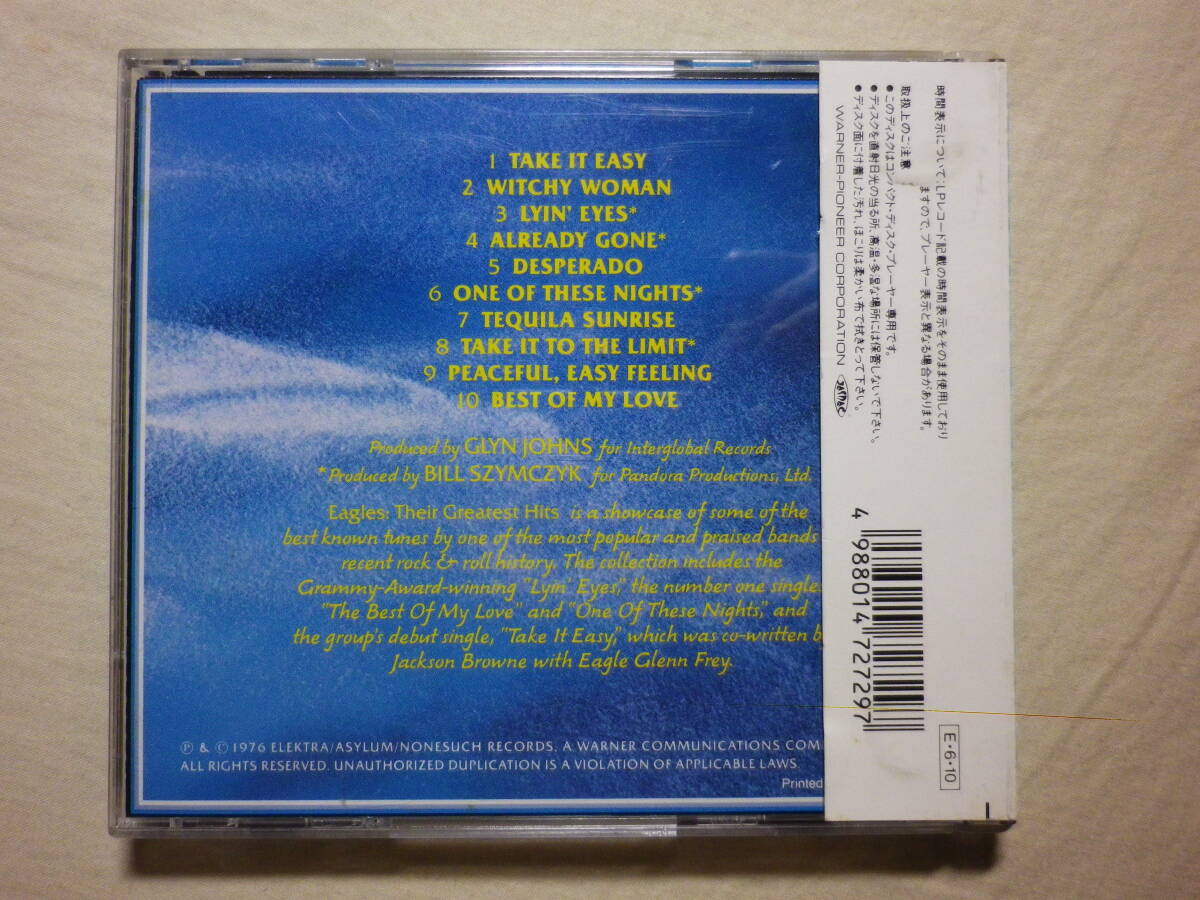 1 TAKE IT EASY
2 WITCHY WOMAN
3 LYIN' EYES*
4 ALREADY GONE*
5 DESPERADO
6 ONE OF THESE NIGHTS*
7 TEQUILA SUNRISE
8 TAKE IT TO THE LIMIT*
9 PEACEFUL, EASY FEELING
10 BEST OF MY LOVE
Produced by GLYN JOHNS for Interglobal Records
*Produced by BILL SZYMCZYK for Pandora Productions, Ltd.
Eagles: Their Greatest Hits is a showcase of some of the
best known tunes by one of the most popular and praised bands
recent rock & roll history. The collection includes the
Grammy-Award-winning "Lyin' Eyes," the number one singles
"The Best Of My Love" and "One Of These Nights," and
the group's debut single, "Take It Easy," which was co-written b
Jackson Browne with Eagle Glenn Frey.
℗ & © 1976 ELEKTRA/ASYLUM/NONESUCH RECORDS. A WARNER COMMUNICATIONS COM
ALL RIGHTS RESERVED. UNAUTHORIZED DUPLICATION IS A VIOLATION OF APPLICABLE LAWS.
Printed
時間表示について:LPレコード記載の時間表示をそのまま使用しており
ますので、プレーヤー表示と異なる場合があります。
取扱上のご注意
●このディスクはコンパクト・ディスク・プレーヤー専用です。
●ディスクを直射日光の当る所、高温・多湿な場所には保管しないで下さい。
●ディスク面に付着した汚れ、ほこりは柔かい布で拭きとって下さい。
WARNER-PIONEER CORPORATION
JASRAC
4 988014 727297
E・6・10